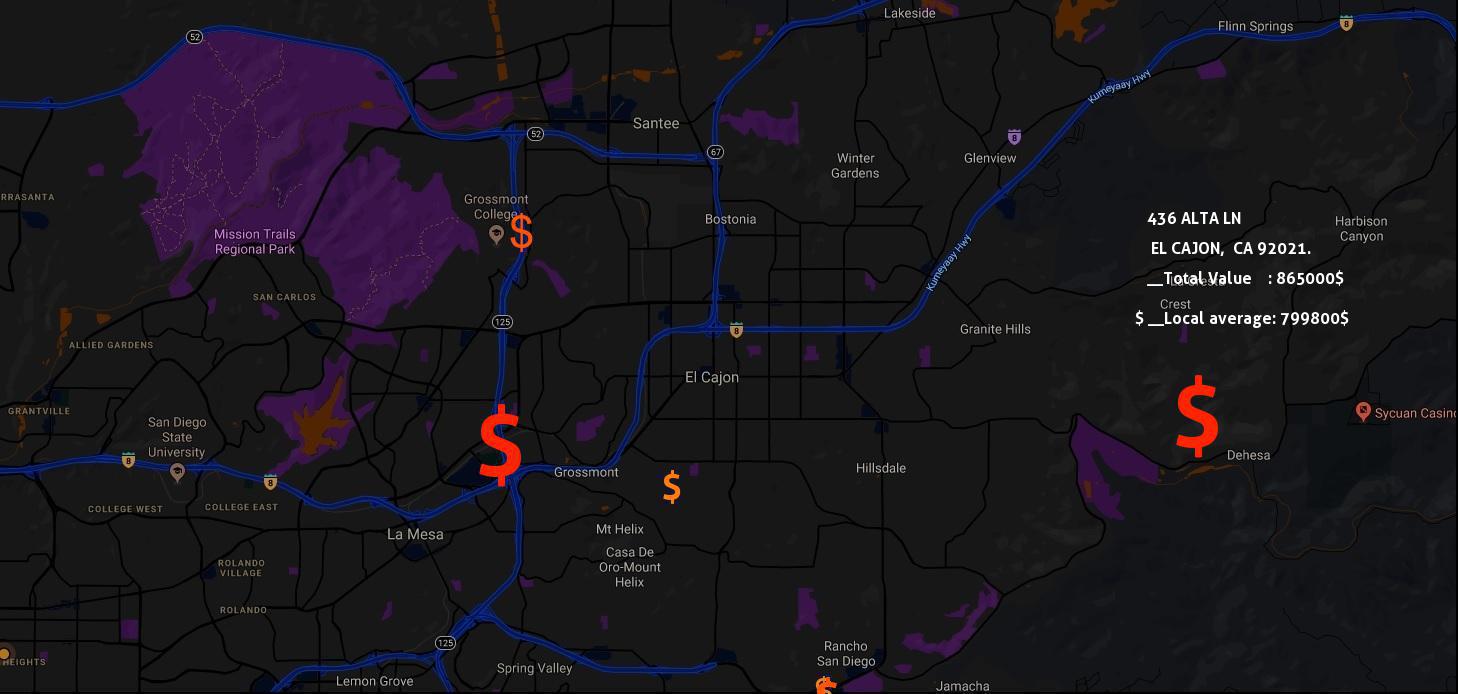 Lakeside
Flinn Springs
8
52
Kumeyaay Hwy
Santee
52
67
8
Winter
Gardens
Glenview
RRASANTA
Grossmont
College
$
Bostonia
436 ALTA LN
Harbison
Canyon
Mission Trails
Regional Park
EL CAJON, CA 92021.
Kumeyaay Hwy
__Total Value : 865000$
SAN CARLOS
Crest
125
8
Granite Hills
$ __Local average: 799800$
ALLIED GARDENS
El Cajon
GRANTVILLE
San Diego
State
University
$
$
Sycuan Casino
8
8
Grossmont
Hillsdale
Dehesa
$
COLLEGE WEST
COLLEGE EAST
La Mesa
Mt Helix
Casa De
Oro-Mount
Helix
ROLANDO
VILLAGE
ROLANDO
125
Rancho
San Diego
HEIGHTS
Spring Valley
Lemon Grove
$
Jamacha